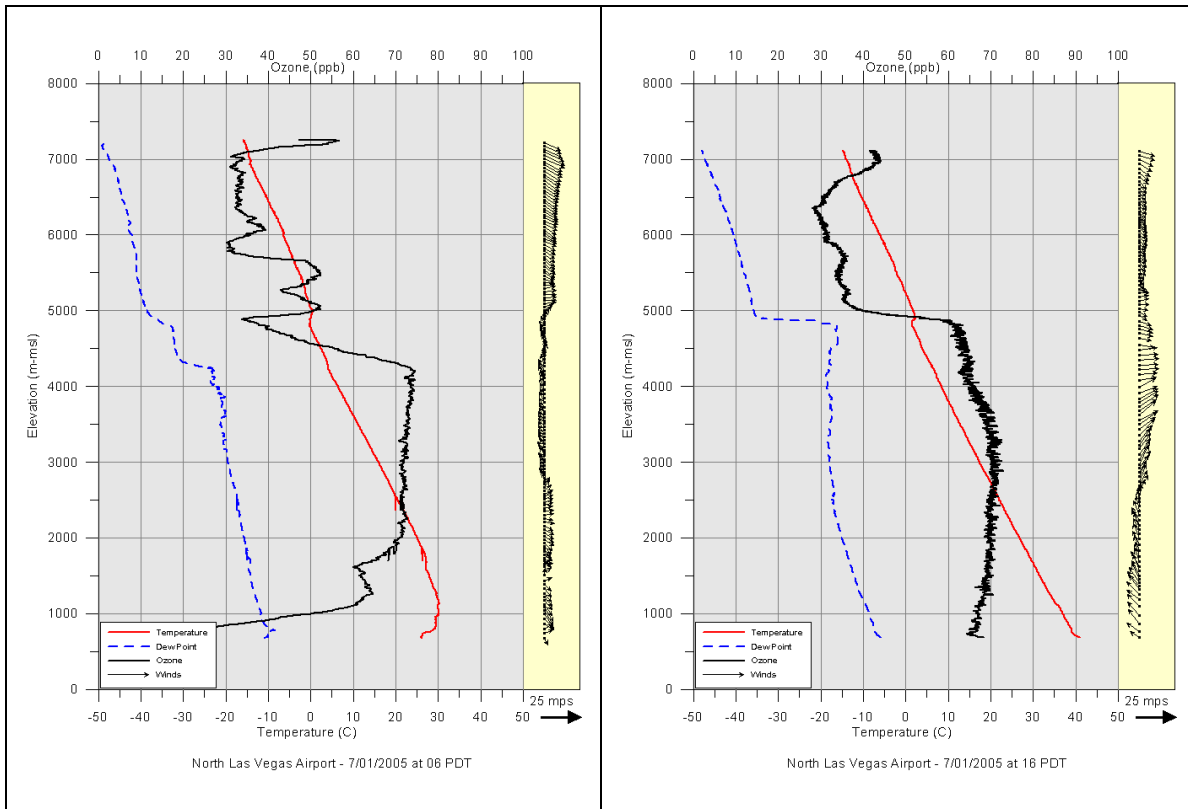 0 10 20 30 40 50 60 70 80 90 100
Ozone (ppb)
8000
7000
6000
5000
4000
3000
2000
1000
0
Elevation (m-msl)
Temperature
Dew Point
Ozone
Winds
25 mps
-50 -40 -30 -20 -10 0 10 20 30 40 50
Temperature (C)
North Las Vegas Airport - 7/01/2005 at 06 PDT
0 10 20 30 40 50 60 70 80 90 100
Ozone (ppb)
8000
7000
6000
5000
4000
3000
2000
1000
0
Elevation (m-msl)
Temperature
Dew Point
Ozone
Winds
25 mps
-50 -40 -30 -20 -10 0 10 20 30 40 50
Temperature (C)
North Las Vegas Airport - 7/01/2005 at 16 PDT